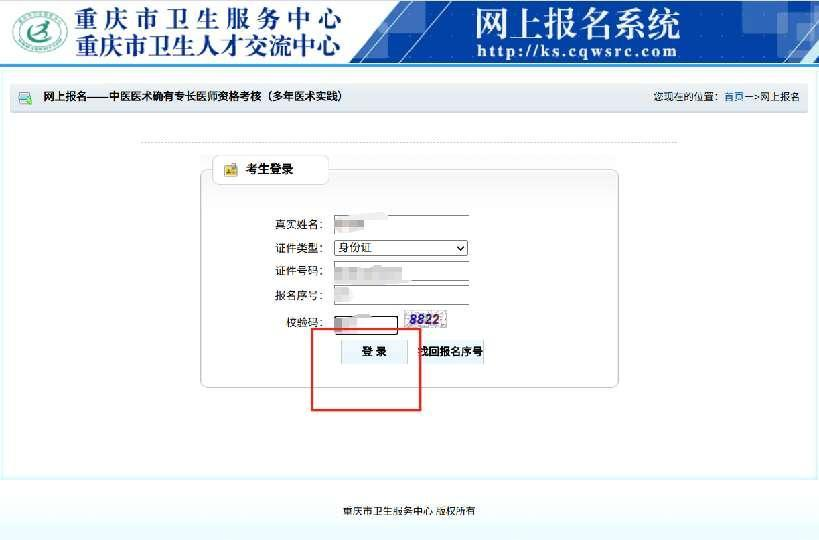 重庆市卫生服务中心
重庆市卫生人才交流中心
网上报名系统
http://ks.cqwsrc.com
网上报名——中医医术确有专长医师资格考核（多年医术实践）
您现在的位置：首页—>网上报名
考生登录
真实姓名：
证件类型：身份证
证件号码：
报名序号：
校验码：8822
登 录
找回报名序号
重庆市卫生服务中心 版权所有